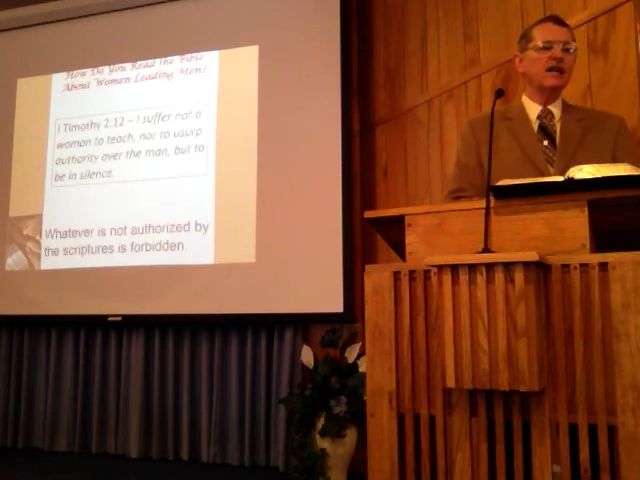 How Do You Read the Bible
About Women Leading Men?
I Timothy 2:12 – I suffer not a
woman to teach, nor to usurp
authority over the man, but to
be in silence.
Whatever is not authorized by
the scriptures is forbidden